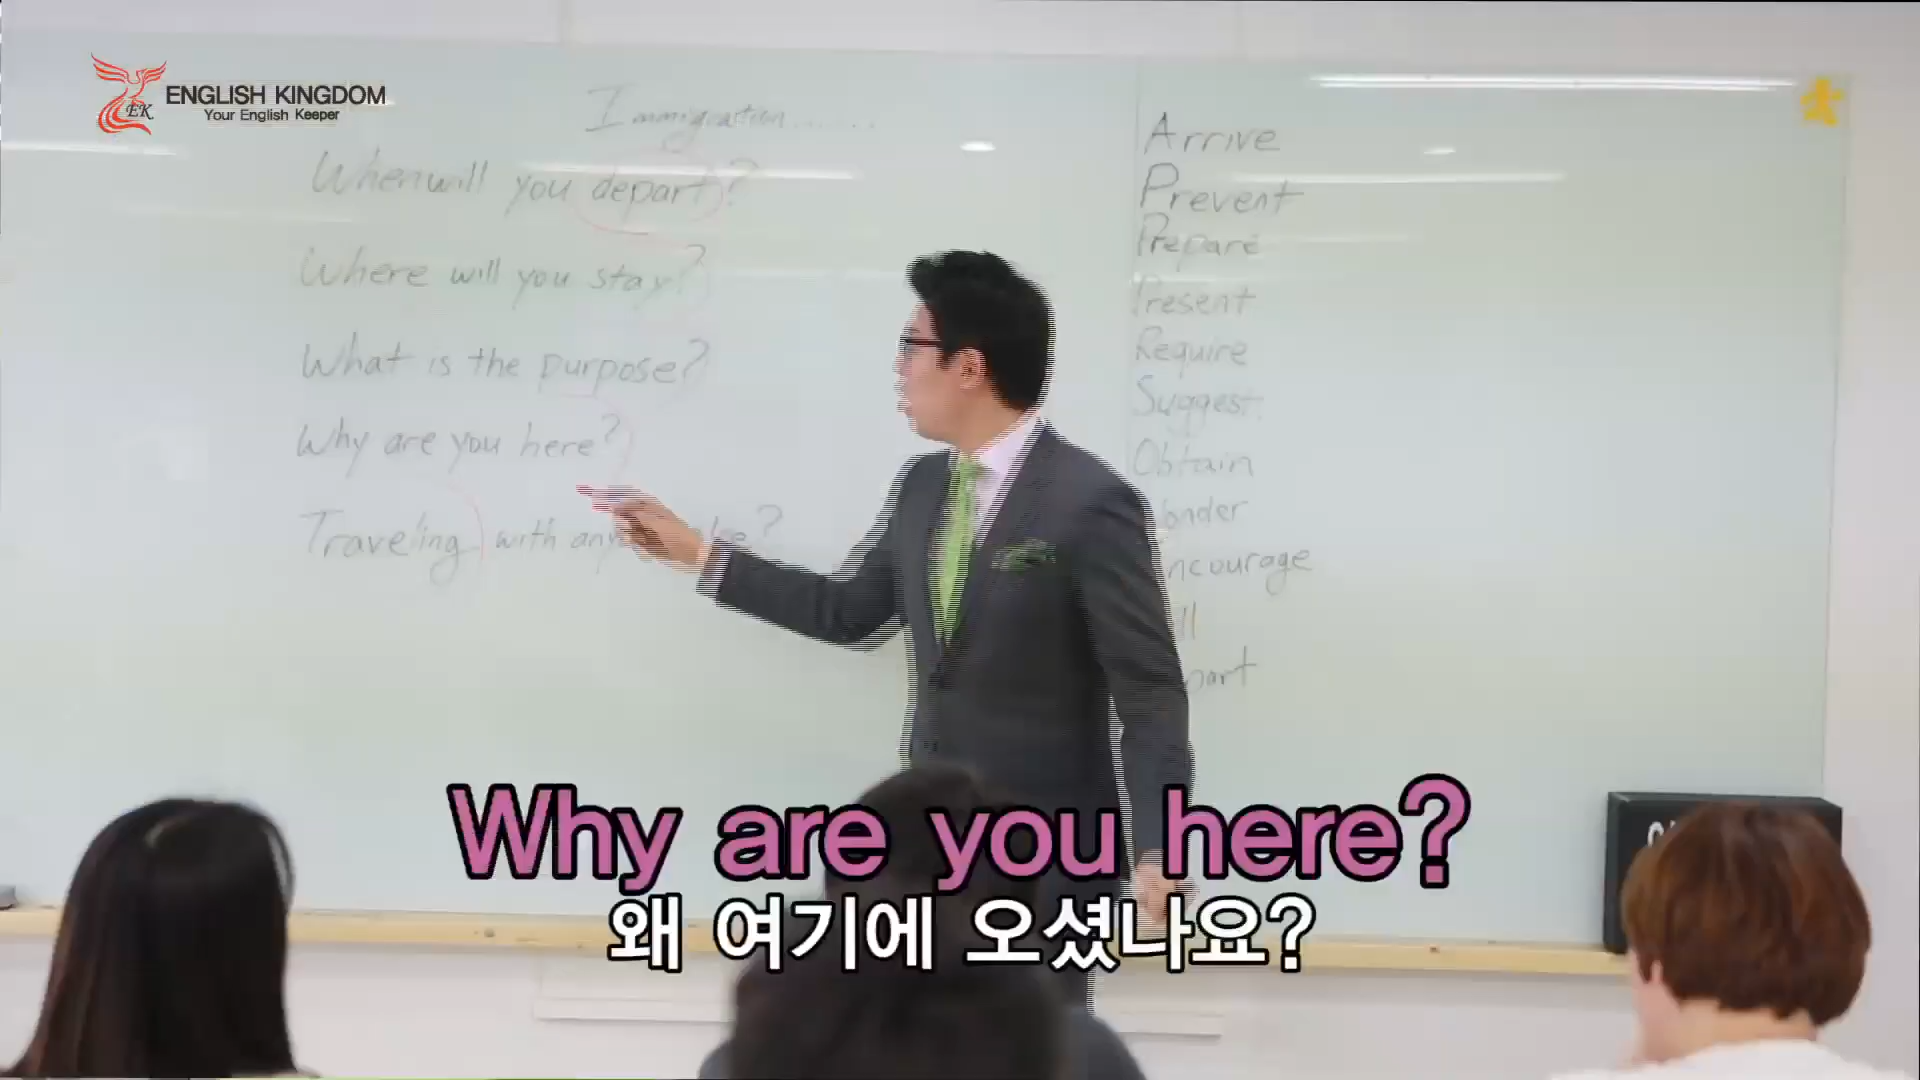 ENGLISH KINGDOM
Your English Keeper
EK
Immigration.......
When will you depart?
Where will you stay?
What is the purpose?
Why are you here?
Traveling with
Arrive
Prevent
Prepare
Present
Require
Suggest
Obtain
Why are you here?
왜 여기에 오셨나요?